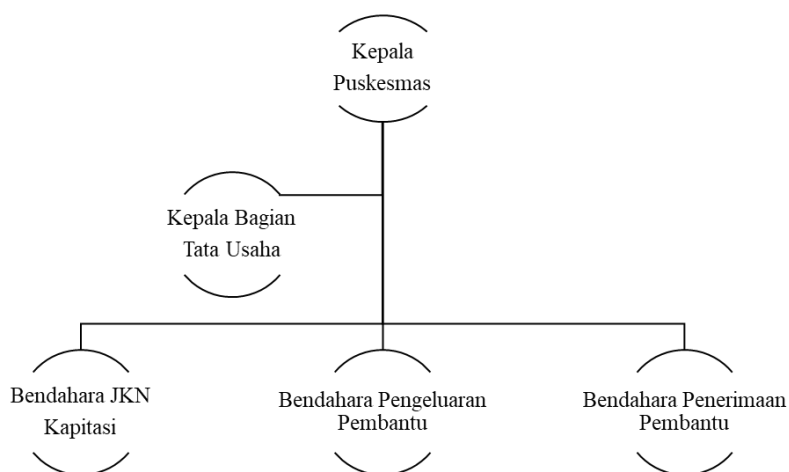 Kepala
Puskesmas
Kepala Bagian
Tata Usaha
Bendahara JKN
Kapitasi
Bendahara Pengeluaran
Pembantu
Bendahara Penerimaan
Pembantu